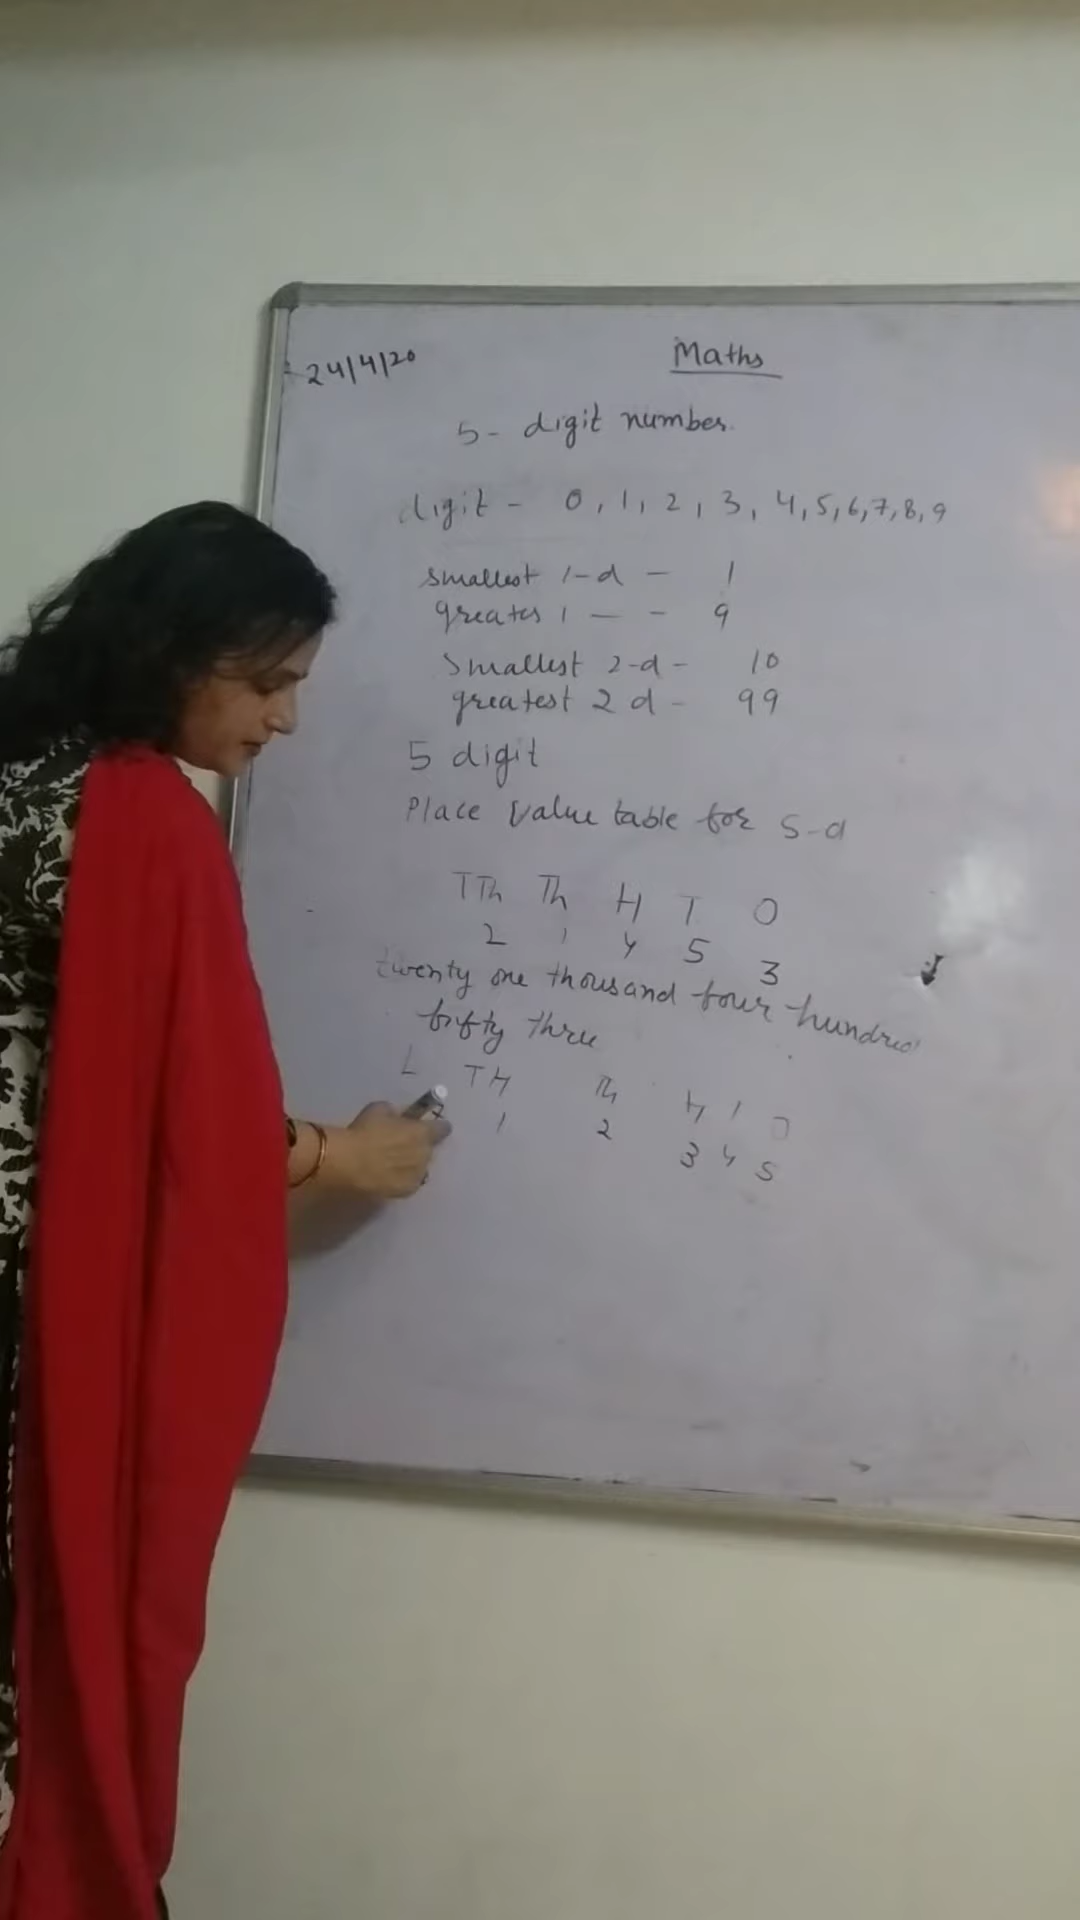 24/4/20
Maths
5- digit number.
digit - 0, 1, 2, 3, 4, 5, 6, 7, 8, 9
smallest 1-d - 1
greates 1 — - 9
Smallest 2-d - 10
greatest 2 d - 99
5 digit
Place Value table for 5-d
TTh Th H T O
2 1 4 5 3
twenty one thousand four hundred
fifty three
L TH Th H T O
1 2 3 4 5